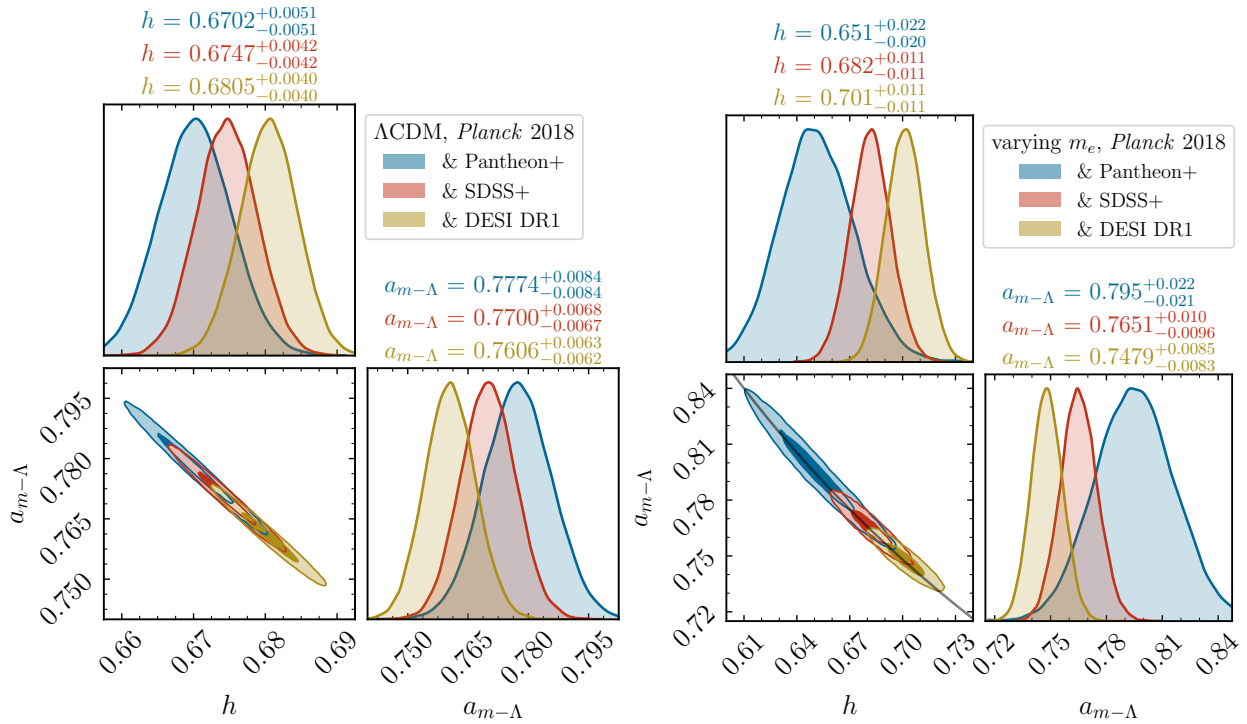 h = 0.6702^{+0.0051}_{-0.0051}
h = 0.6747^{+0.0042}_{-0.0042}
h = 0.6805^{+0.0040}_{-0.0040}
ΛCDM, Planck 2018
& Pantheon+
& SDSS+
& DESI DR1
a_{m−Λ} = 0.7774^{+0.0084}_{-0.0084}
a_{m−Λ} = 0.7700^{+0.0068}_{-0.0067}
a_{m−Λ} = 0.7606^{+0.0063}_{-0.0062}
a_{m−Λ}
0.795
0.780
0.765
0.750
0.66 0.67 0.68 0.69
h
0.750 0.765 0.780 0.795
a_{m−Λ}
h = 0.651^{+0.022}_{-0.020}
h = 0.682^{+0.011}_{-0.011}
h = 0.701^{+0.011}_{-0.011}
varying m_e, Planck 2018
& Pantheon+
& SDSS+
& DESI DR1
a_{m−Λ} = 0.795^{+0.022}_{-0.021}
a_{m−Λ} = 0.7651^{+0.010}_{-0.0096}
a_{m−Λ} = 0.7479^{+0.0085}_{-0.0083}
a_{m−Λ}
0.84
0.81
0.78
0.75
0.72
0.61 0.64 0.67 0.70 0.73
h
0.72 0.75 0.78 0.81 0.84
a_{m−Λ}